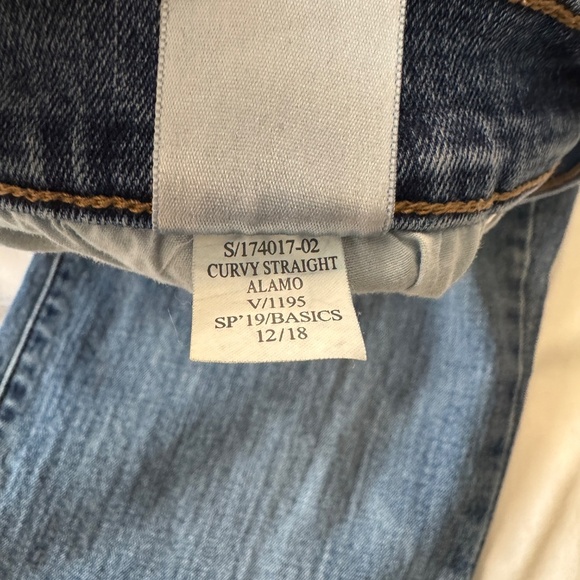 S/174017-02
CURVY STRAIGHT
ALAMO
V/1195
SP'19/BASICS
12/18